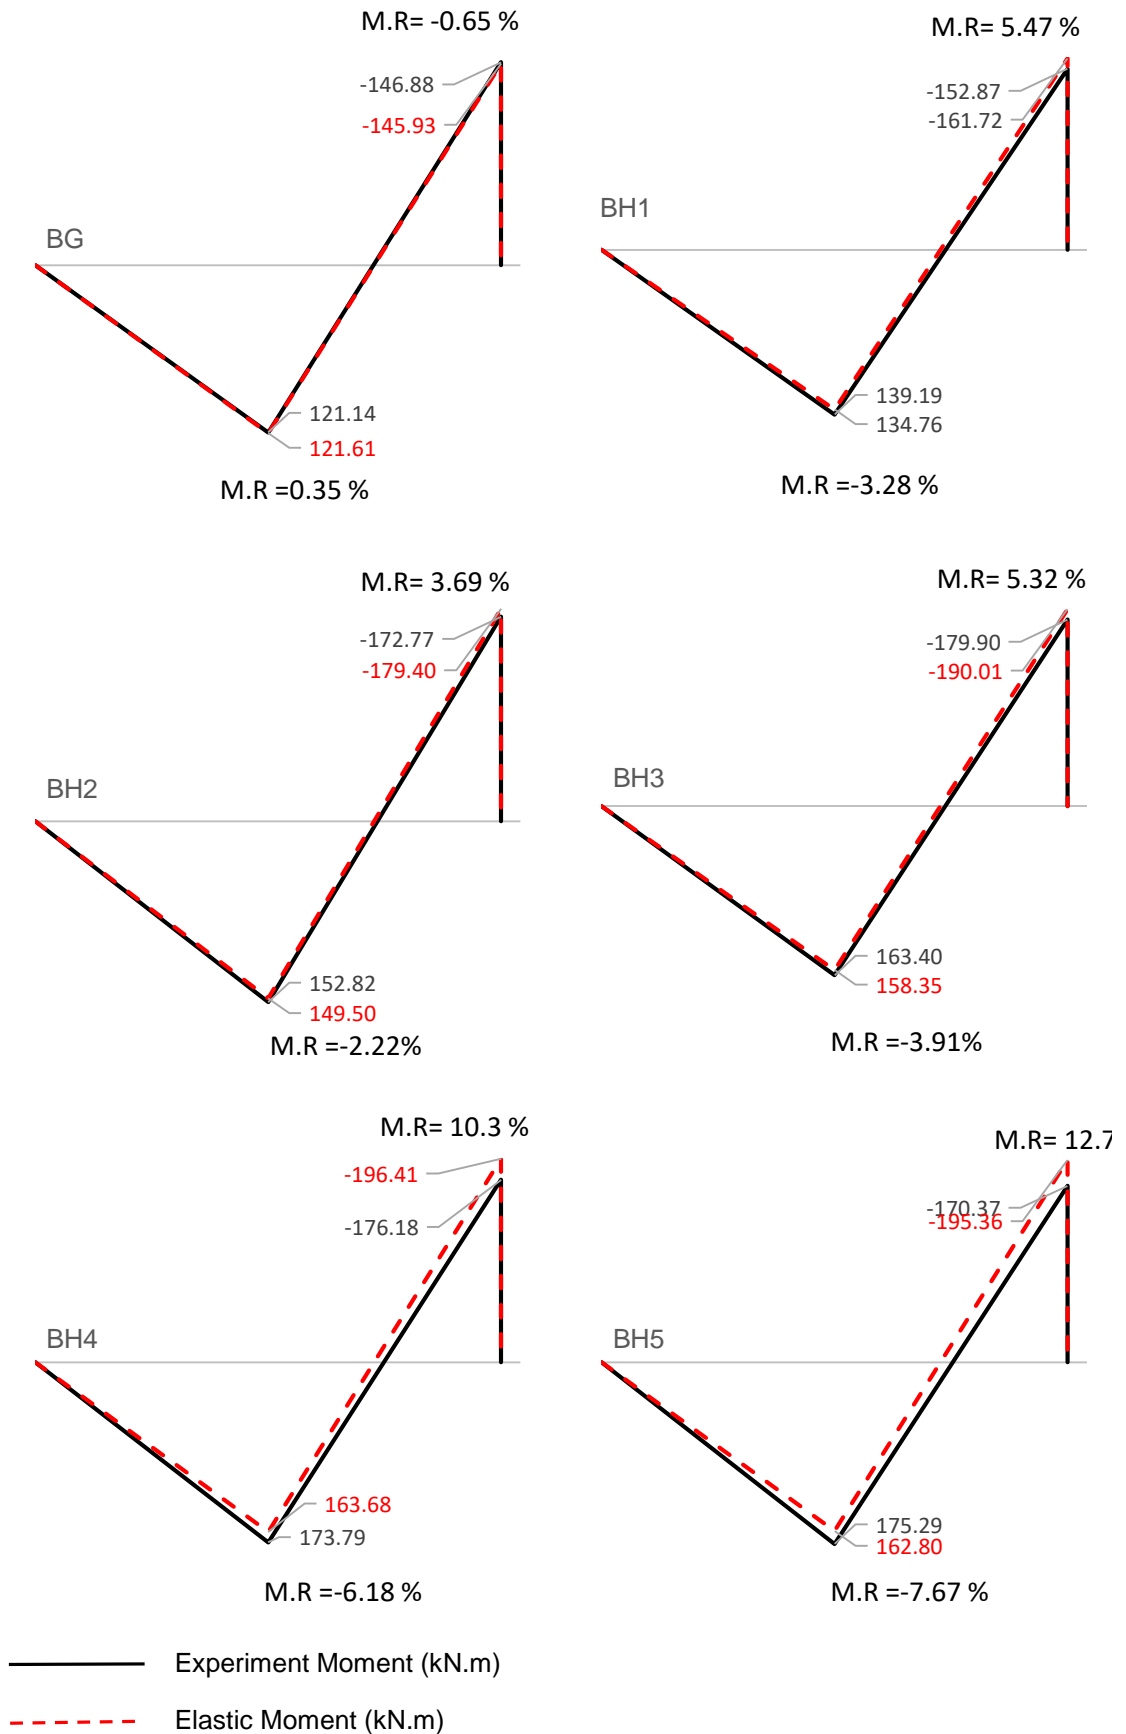 M.R= -0.65 %
-146.88
-145.93
BG
121.14
121.61
M.R =0.35 %
M.R= 5.47 %
-152.87
-161.72
BH1
139.19
134.76
M.R =-3.28 %
M.R= 3.69 %
-172.77
-179.40
BH2
152.82
149.50
M.R =-2.22%
M.R= 5.32 %
-179.90
-190.01
BH3
163.40
158.35
M.R =-3.91%
M.R= 10.3 %
-196.41
-176.18
BH4
163.68
173.79
M.R =-6.18 %
M.R= 12.7
-170.37
-195.36
BH5
175.29
162.80
M.R =-7.67 %
Experiment Moment (kN.m)
Elastic Moment (kN.m)